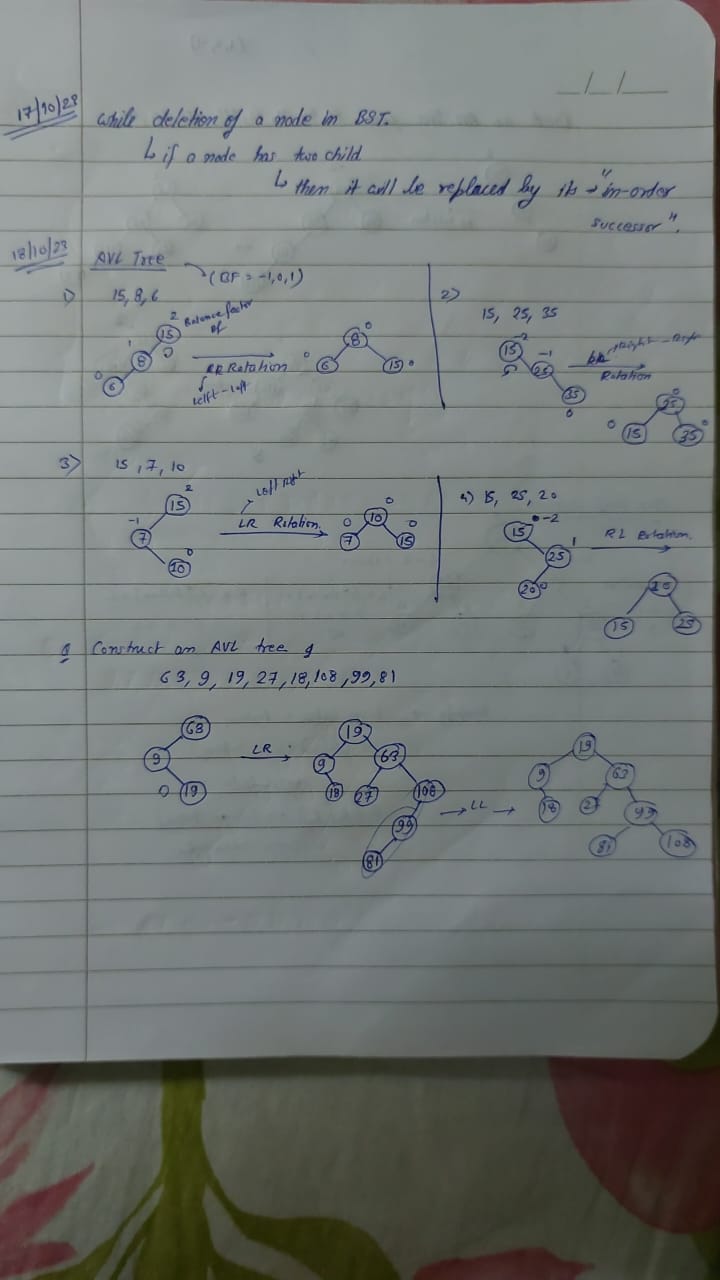 17/10/23 while deletion of a node in BST.
↳ if a node has two child
↳ then it will be replaced by its → "in-order
successor".
18/10/23 AVL Tree
→ (BF = -1,0,1)
1) 15, 8, 6
2 Balance factor
of
15
1
8
0
6
RR Rotation
Left-Left
8 0
0 6
15 0
2)
15, 25, 35
-2
15
-1
25
35
0
Right - Right
Rotation
0
25
0 15
35 0
3) 15, 7, 10
2
15
-1
7
0
10
Left Right
LR Rotation
0
10
0
7
0
15
4) 15, 25, 20
-2
15
1
25
20 0
RL Rotation.
20
15
25
Q Construct an AVL tree of
63, 9, 19, 27, 18, 108, 99, 81
63
9
0 19
LR
19
9
63
18
27
108
99
81
→ LL →
19
9
63
18
27
99
81
108